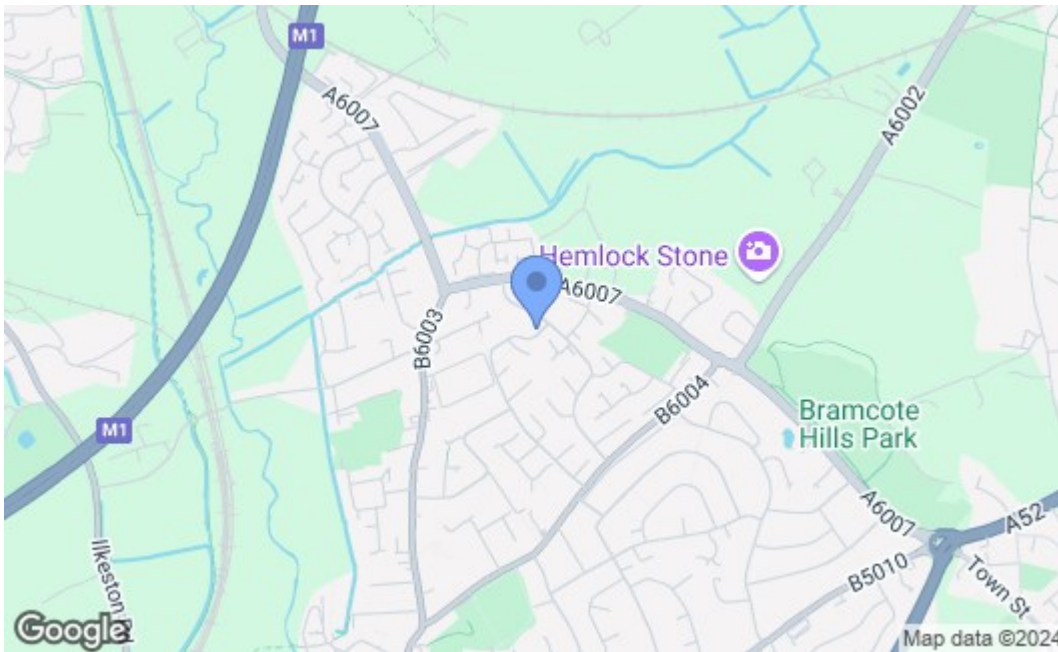 M1
A6007
A6002
Hemlock Stone
A6007
B6003
B6004
Bramcote
Hills Park
M1
A6007
A52
Ilkeston Rd
B5010
Town St
Google
Map data ©2024